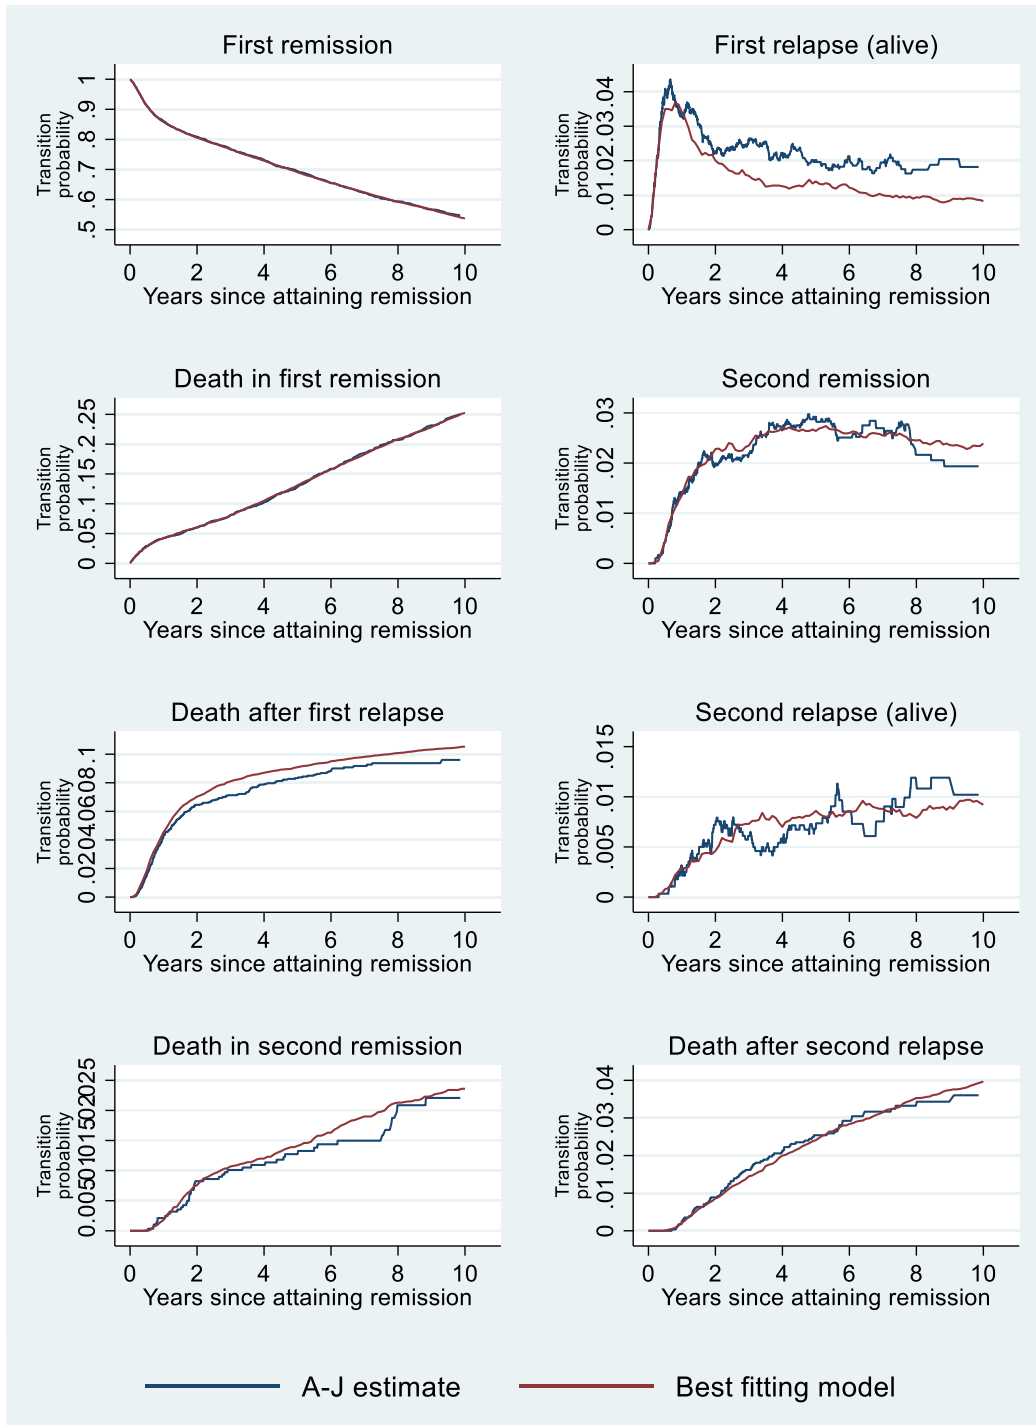 First remission
Transition
probability
.5 .6 .7 .8 .9 1
0 2 4 6 8 10
Years since attaining remission
First relapse (alive)
Transition
probability
0 .01 .02 .03 .04
0 2 4 6 8 10
Years since attaining remission
Death in first remission
Transition
probability
0 .05 .1 .15 .2 .25
0 2 4 6 8 10
Years since attaining remission
Second remission
Transition
probability
0 .01 .02 .03
0 2 4 6 8 10
Years since attaining remission
Death after first relapse
Transition
probability
0 .02 .04 .06 .08 .1
0 2 4 6 8 10
Years since attaining remission
Second relapse (alive)
Transition
probability
0 .005 .01 .015
0 2 4 6 8 10
Years since attaining remission
Death in second remission
Transition
probability
0 .005 .01 .015 .02 .025
0 2 4 6 8 10
Years since attaining remission
Death after second relapse
Transition
probability
0 .01 .02 .03 .04
0 2 4 6 8 10
Years since attaining remission
A-J estimate
Best fitting model